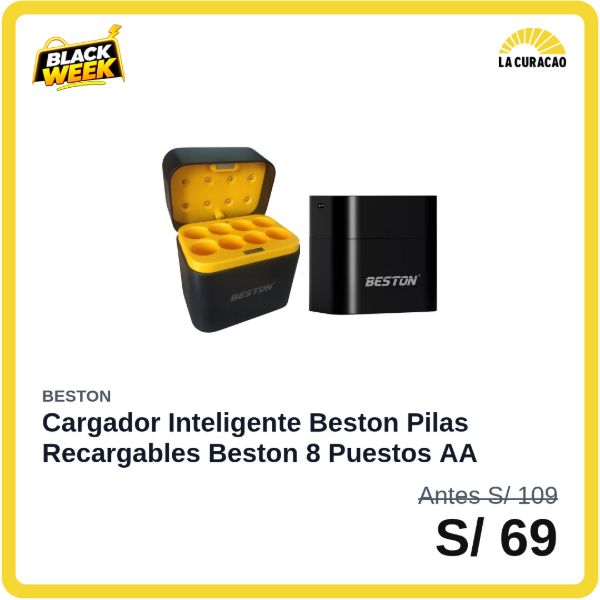 BLACK
WEEK
LA CURACAO
BESTON
BESTON
BESTON
Cargador Inteligente Beston Pilas
Recargables Beston 8 Puestos AA
Antes S/ 109
S/ 69